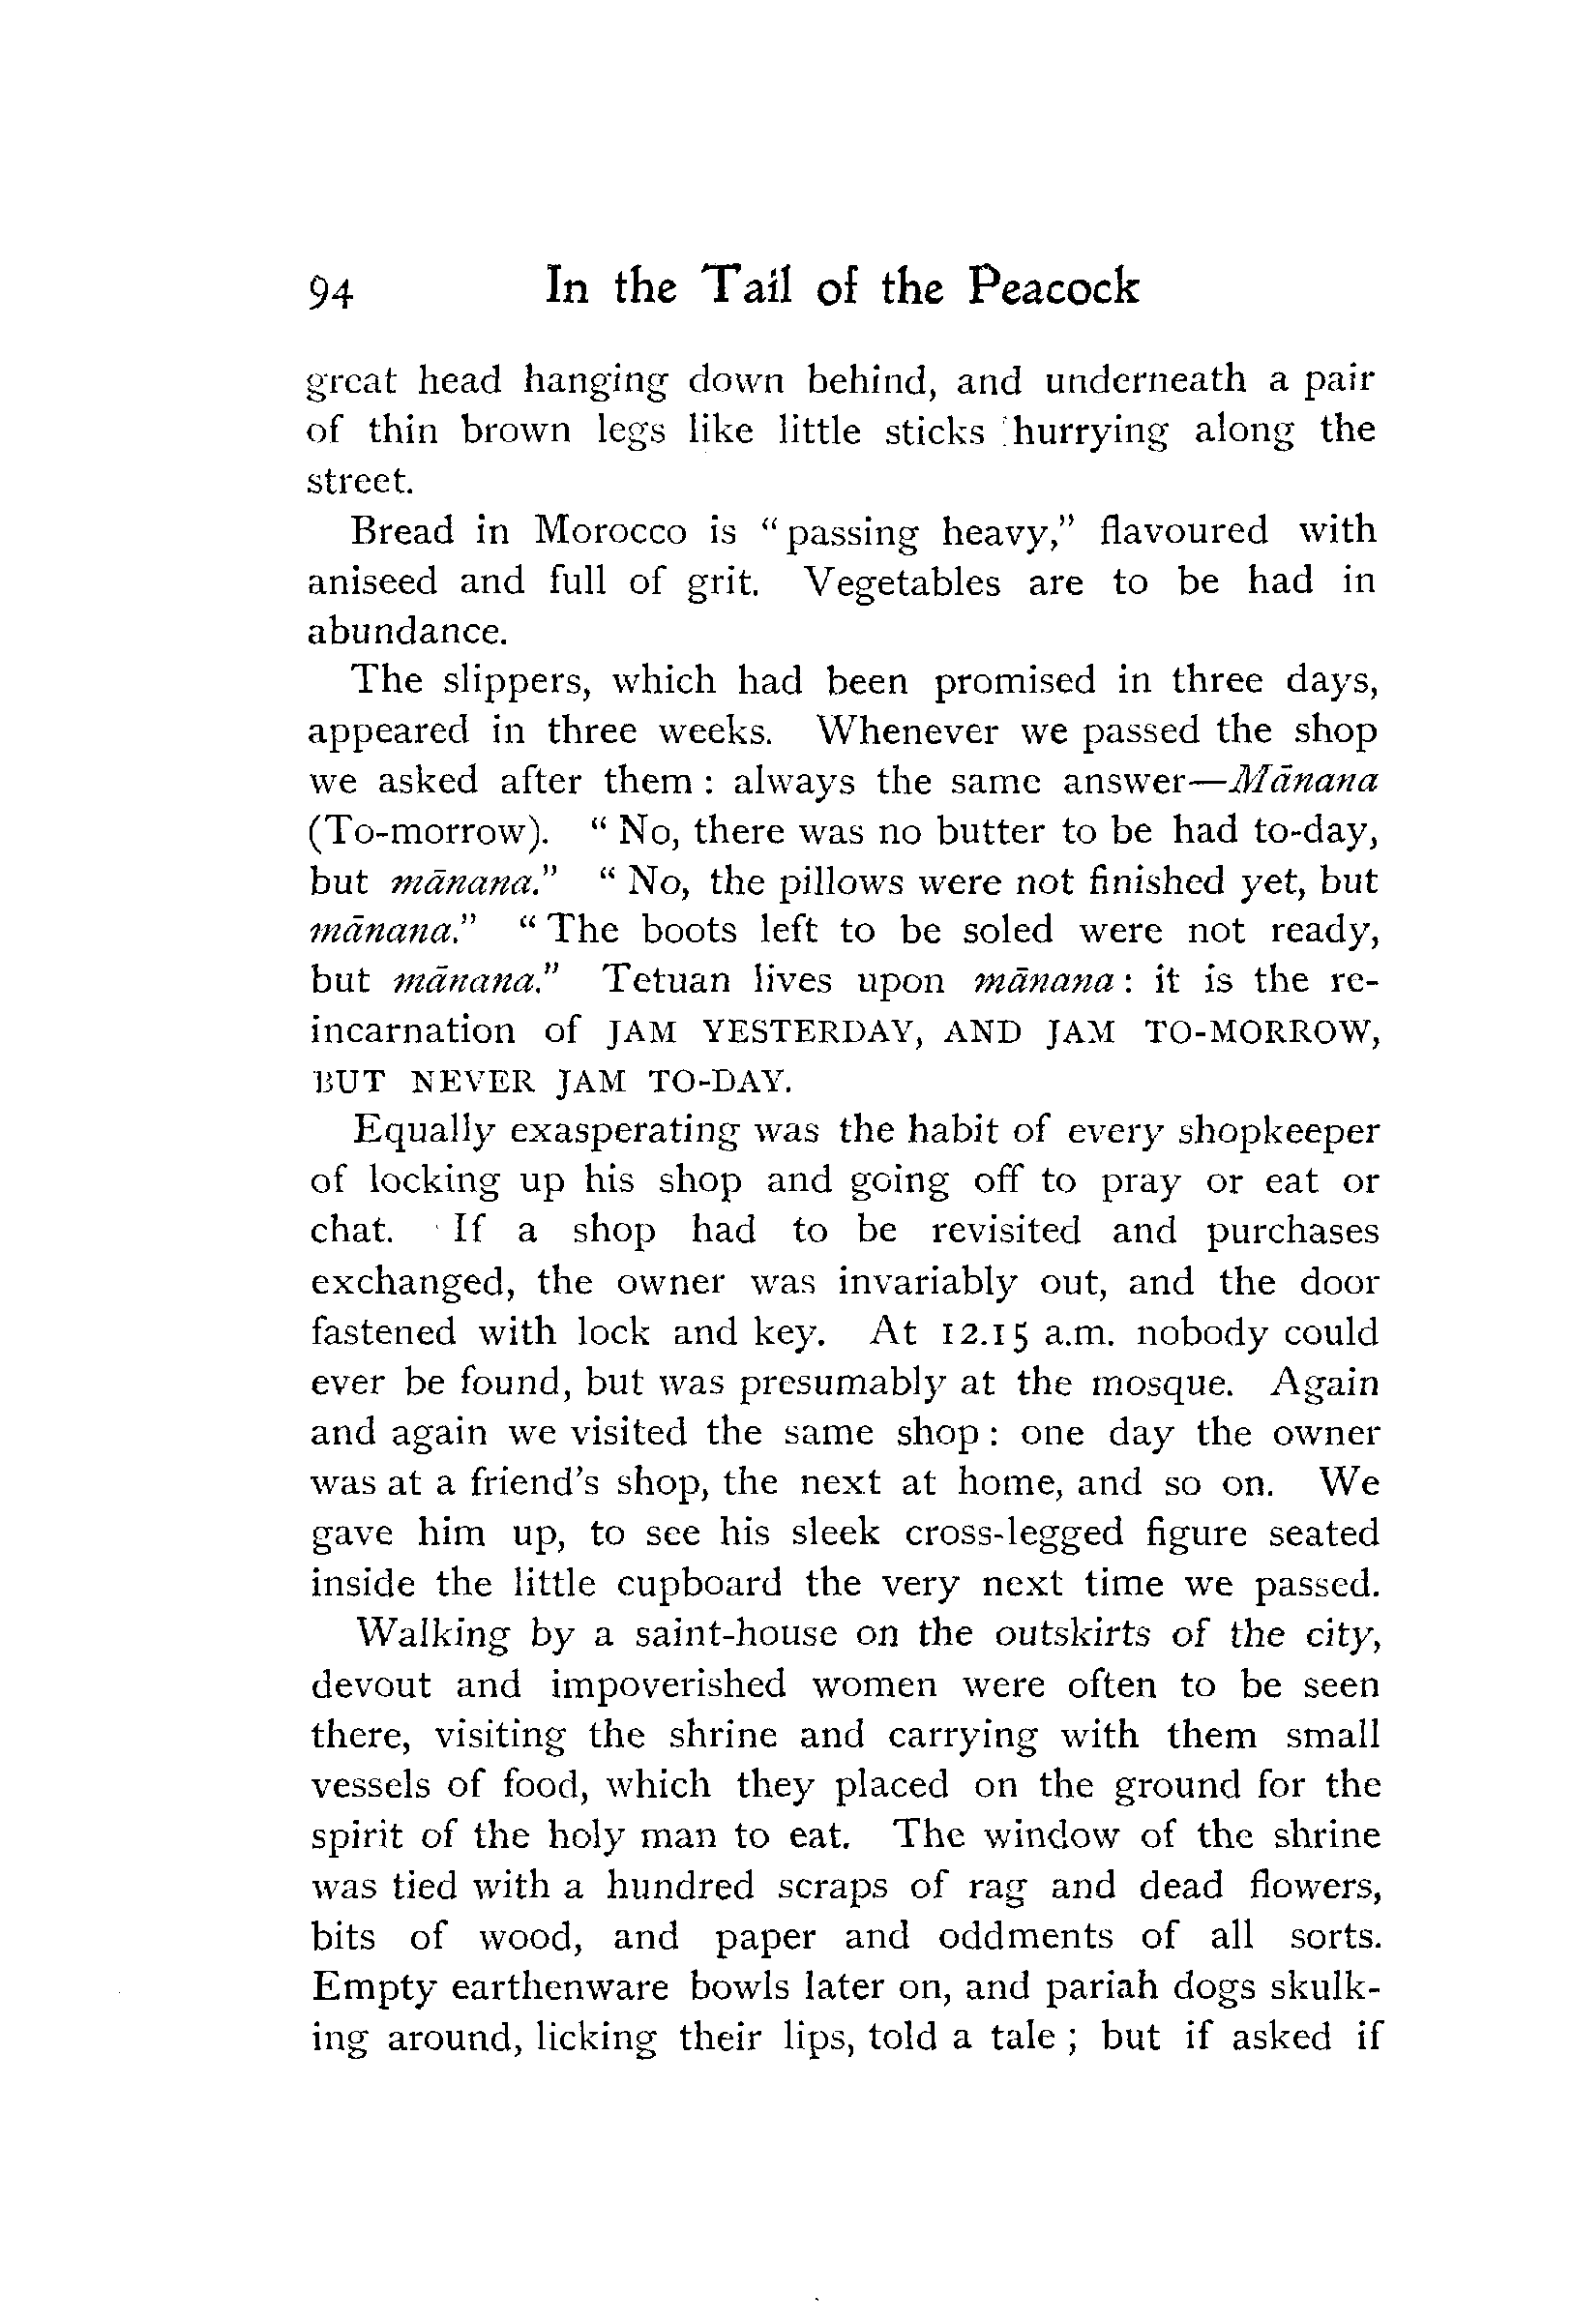 94 In the Tail of the Peacock
great head hanging down behind, and underneath a pair
of thin brown legs like little sticks hurrying along the
street.
Bread in Morocco is "passing heavy," flavoured with
aniseed and full of grit. Vegetables are to be had in
abundance.
The slippers, which had been promised in three days,
appeared in three weeks. Whenever we passed the shop
we asked after them : always the same answer—Mānana
(To-morrow). "No, there was no butter to be had to-day,
but mānana." "No, the pillows were not finished yet, but
mānana." "The boots left to be soled were not ready,
but mānana." Tetuan lives upon mānana : it is the re-
incarnation of JAM YESTERDAY, AND JAM TO-MORROW,
BUT NEVER JAM TO-DAY.
Equally exasperating was the habit of every shopkeeper
of locking up his shop and going off to pray or eat or
chat. If a shop had to be revisited and purchases
exchanged, the owner was invariably out, and the door
fastened with lock and key. At 12.15 a.m. nobody could
ever be found, but was presumably at the mosque. Again
and again we visited the same shop : one day the owner
was at a friend's shop, the next at home, and so on. We
gave him up, to see his sleek cross-legged figure seated
inside the little cupboard the very next time we passed.
Walking by a saint-house on the outskirts of the city,
devout and impoverished women were often to be seen
there, visiting the shrine and carrying with them small
vessels of food, which they placed on the ground for the
spirit of the holy man to eat. The window of the shrine
was tied with a hundred scraps of rag and dead flowers,
bits of wood, and paper and oddments of all sorts.
Empty earthenware bowls later on, and pariah dogs skulk-
ing around, licking their lips, told a tale ; but if asked if